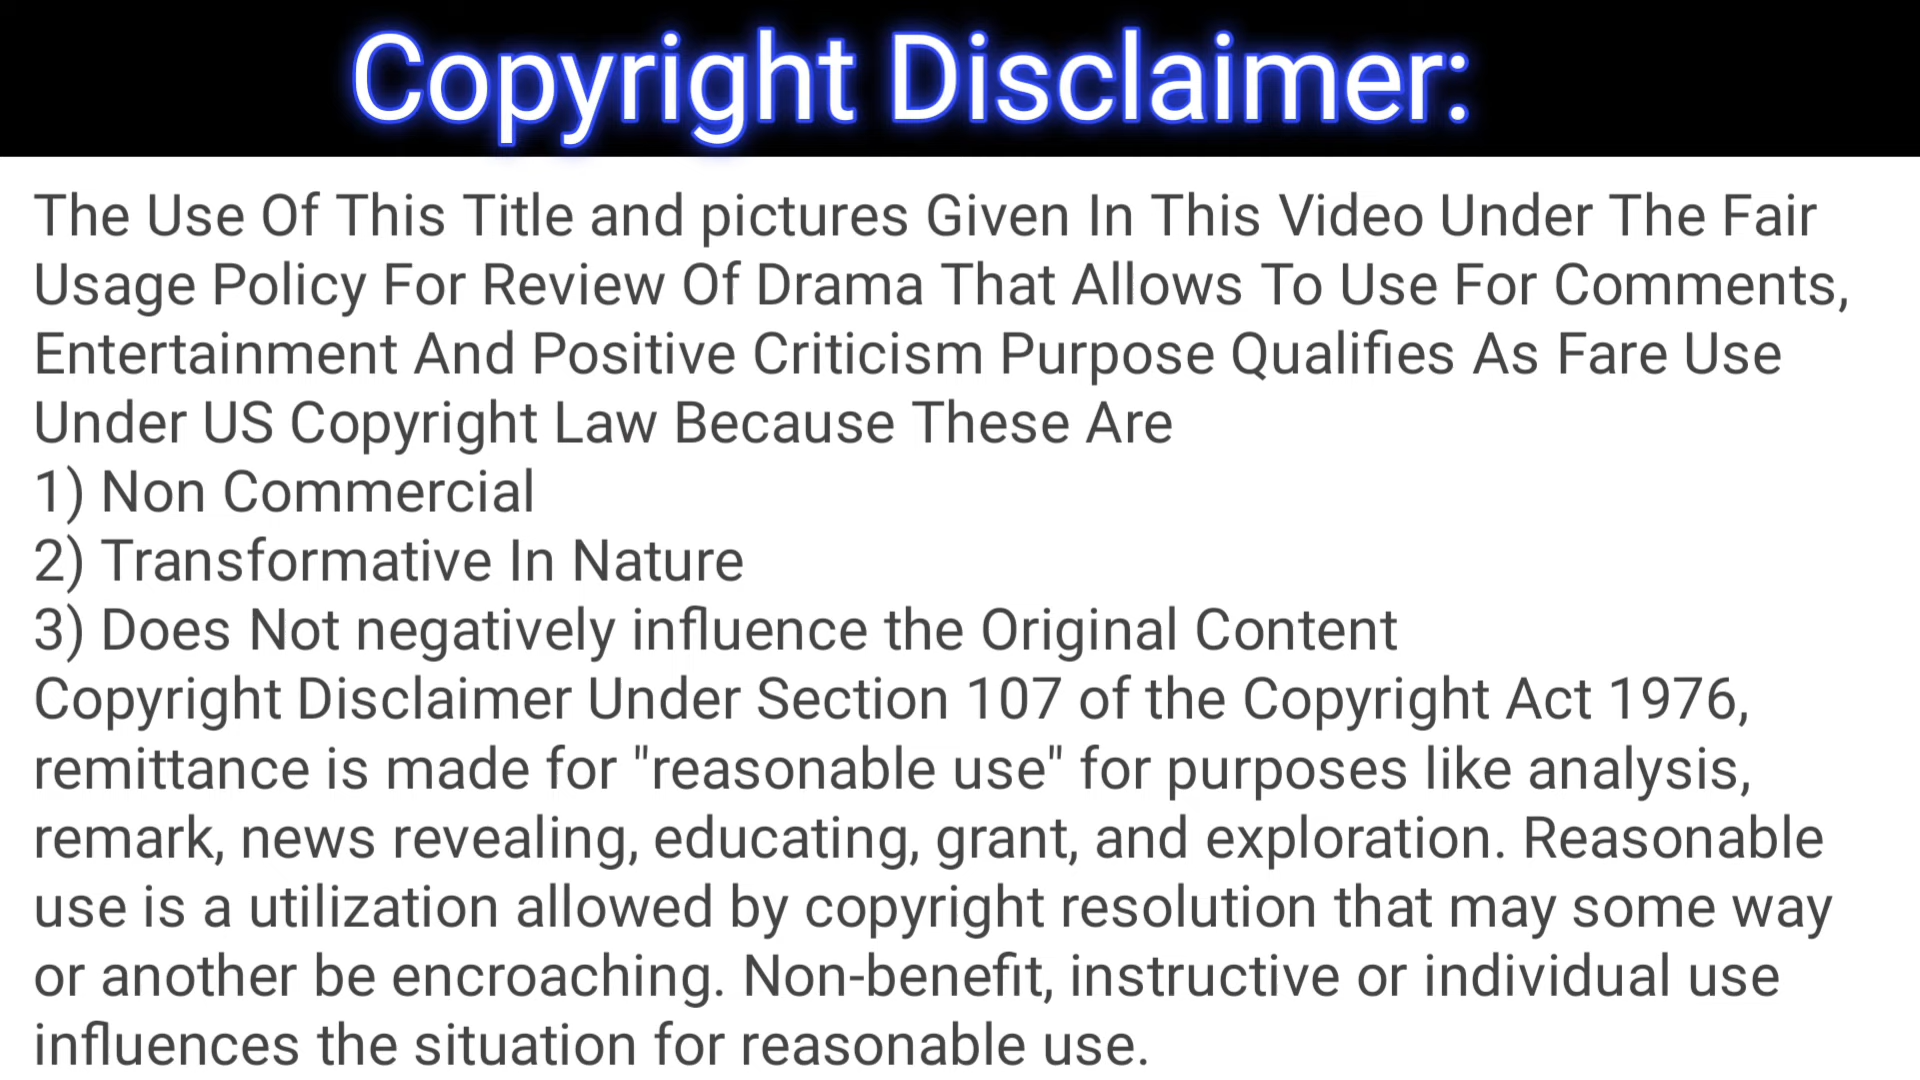 Copyright Disclaimer:
The Use Of This Title and pictures Given In This Video Under The Fair
Usage Policy For Review Of Drama That Allows To Use For Comments,
Entertainment And Positive Criticism Purpose Qualifies As Fare Use
Under US Copyright Law Because These Are
1) Non Commercial
2) Transformative In Nature
3) Does Not negatively influence the Original Content
Copyright Disclaimer Under Section 107 of the Copyright Act 1976,
remittance is made for "reasonable use" for purposes like analysis,
remark, news revealing, educating, grant, and exploration. Reasonable
use is a utilization allowed by copyright resolution that may some way
or another be encroaching. Non-benefit, instructive or individual use
influences the situation for reasonable use.